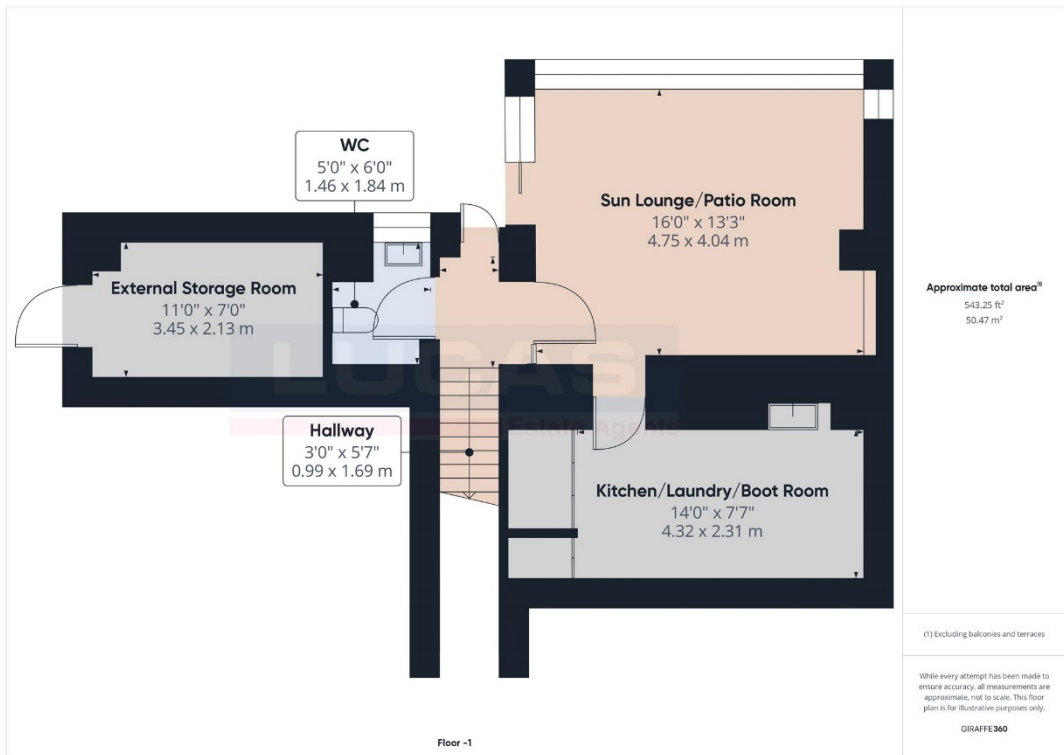 WC
5'0" x 6'0"
1.46 x 1.84 m
Sun Lounge/Patio Room
16'0" x 13'3"
4.75 x 4.04 m
External Storage Room
11'0" x 7'0"
3.45 x 2.13 m
Approximate total area⁽¹⁾
543.25 ft²
50.47 m²
LUCAS
Estate Agents
Hallway
3'0" x 5'7"
0.99 x 1.69 m
Kitchen/Laundry/Boot Room
14'0" x 7'7"
4.32 x 2.31 m
(1) Excluding balconies and terraces
While every attempt has been made to
ensure accuracy, all measurements are
approximate, not to scale. This floor
plan is for illustrative purposes only.
GIRAFFE360
Floor -1